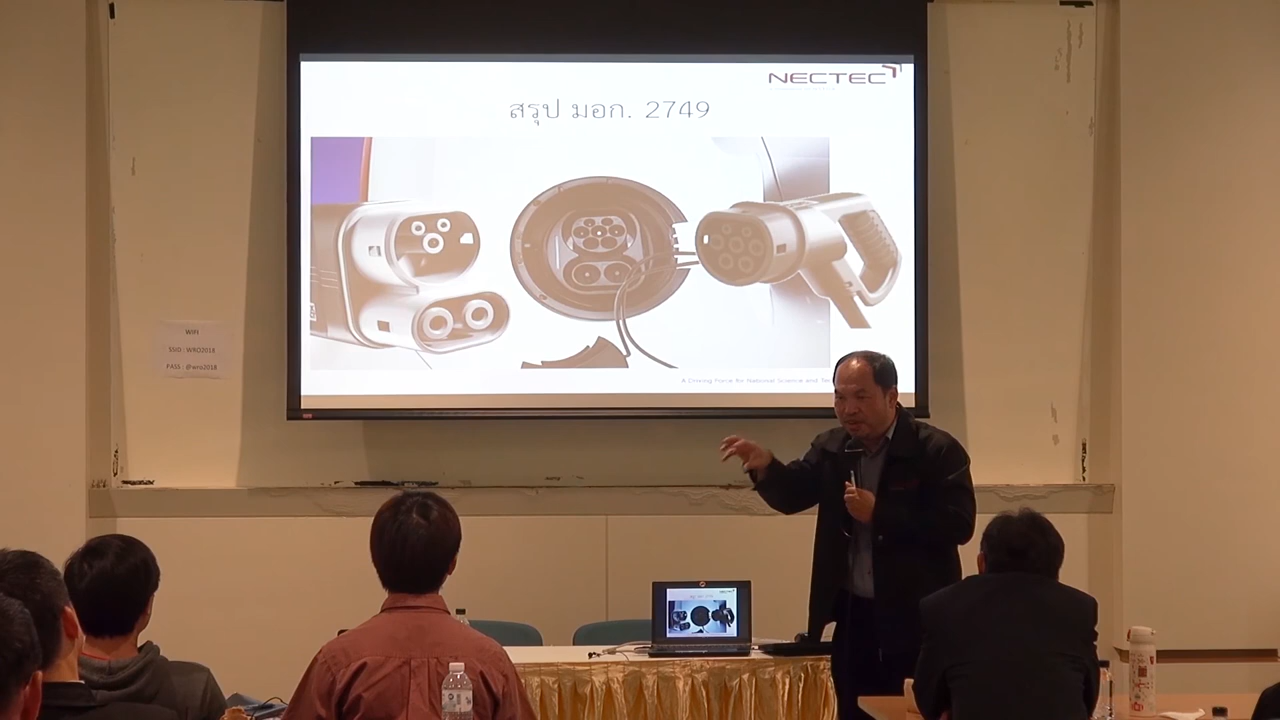 NECTEC
สรุป มอก. 2749
WIFI
SSID : WRO2018
PASS : @wro2018
A Driving Force for National Science and